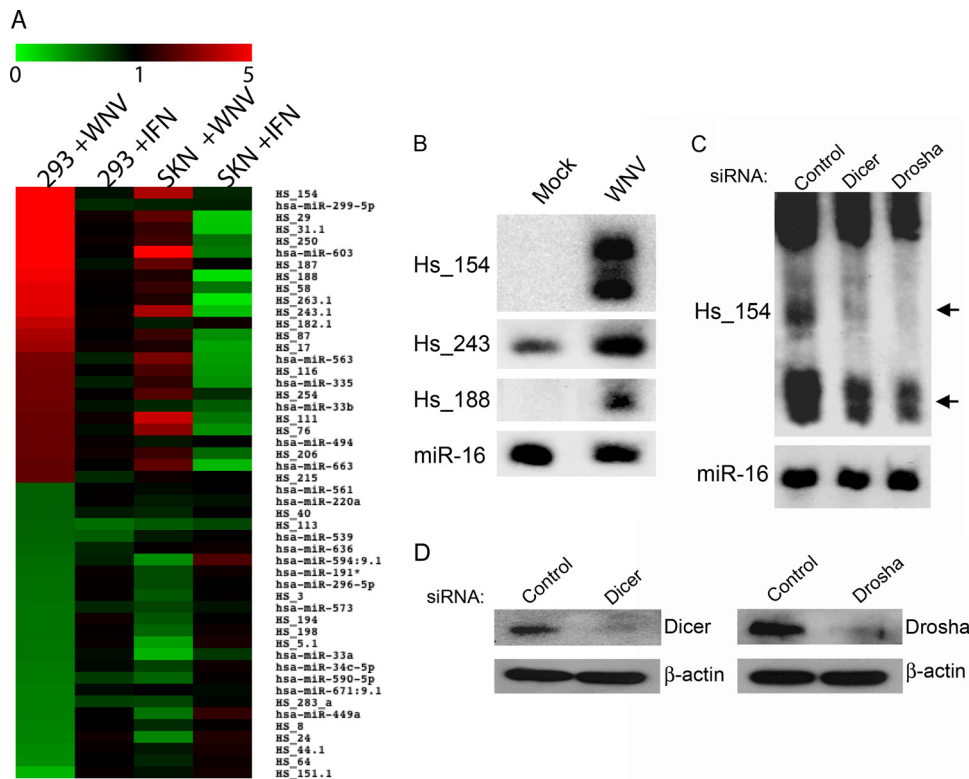 A
0 1 5
293 +WNV
293 +IFN
SKN +WNV
SKN +IFN
HS_154
hsa-miR-299-5p
HS_29
HS_31.1
HS_250
hsa-miR-603
HS_187
HS_188
HS_58
HS_263.1
HS_243.1
HS_182.1
HS_87
HS_17
hsa-miR-563
HS_116
hsa-miR-335
HS_254
hsa-miR-33b
HS_111
HS_76
hsa-miR-494
HS_206
hsa-miR-663
HS_215
hsa-miR-561
hsa-miR-220a
HS_40
HS_113
hsa-miR-539
hsa-miR-636
hsa-miR-594:9.1
hsa-miR-191*
hsa-miR-296-5p
HS_3
hsa-miR-573
HS_194
HS_198
HS_5.1
hsa-miR-33a
hsa-miR-34c-5p
hsa-miR-590-5p
hsa-miR-671:9.1
HS_283_a
hsa-miR-449a
HS_8
HS_24
HS_44.1
HS_64
HS_151.1
B
Mock WNV
Hs_154
Hs_243
Hs_188
miR-16
C
siRNA: Control Dicer Drosha
Hs_154
miR-16
D
siRNA: Control Dicer
Dicer
β-actin
Control Drosha
Drosha
β-actin